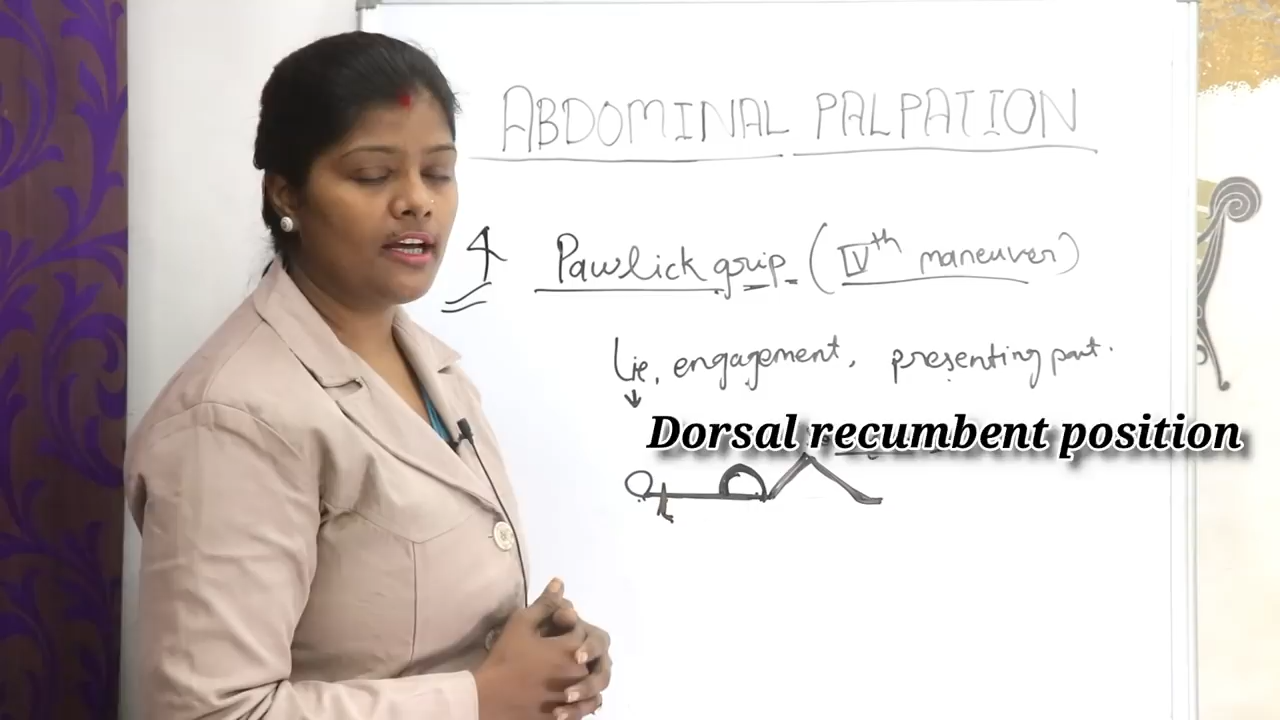 ABDOMINAL PALPATION
4 Pawlick grip (IVth maneuver)
Lie, engagement, presenting part.
Dorsal recumbent position